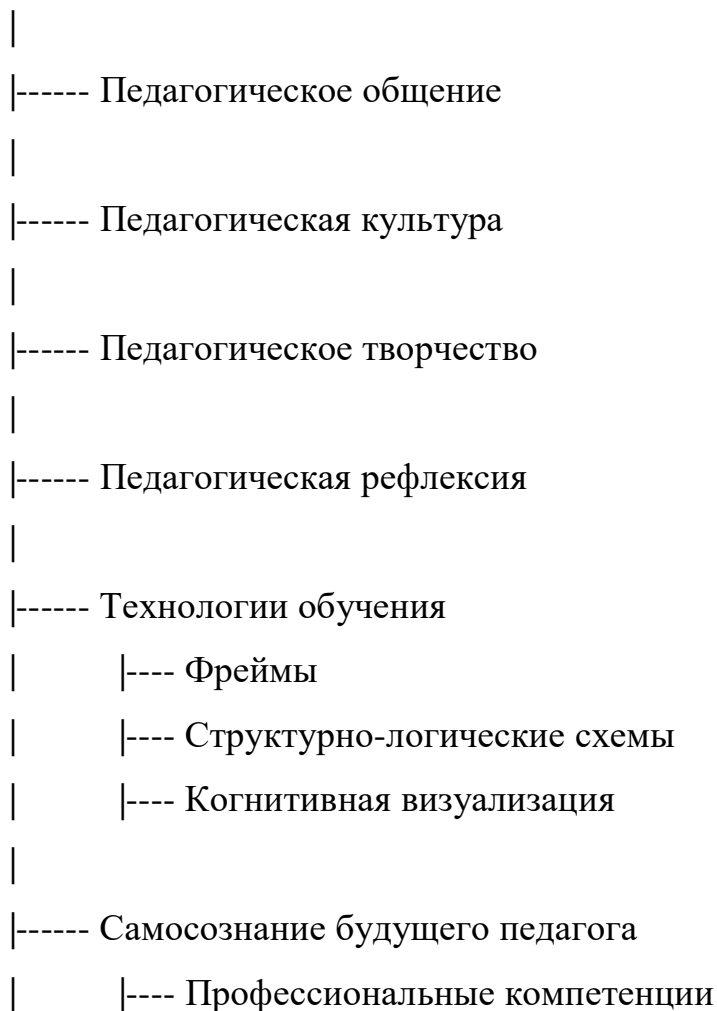 |
|------ Педагогическое общение
|
|------ Педагогическая культура
|
|------ Педагогическое творчество
|
|------ Педагогическая рефлексия
|
|------ Технологии обучения
| |---- Фреймы
| |---- Структурно-логические схемы
| |---- Когнитивная визуализация
|
|------ Самосознание будущего педагога
| |---- Профессиональные компетенции